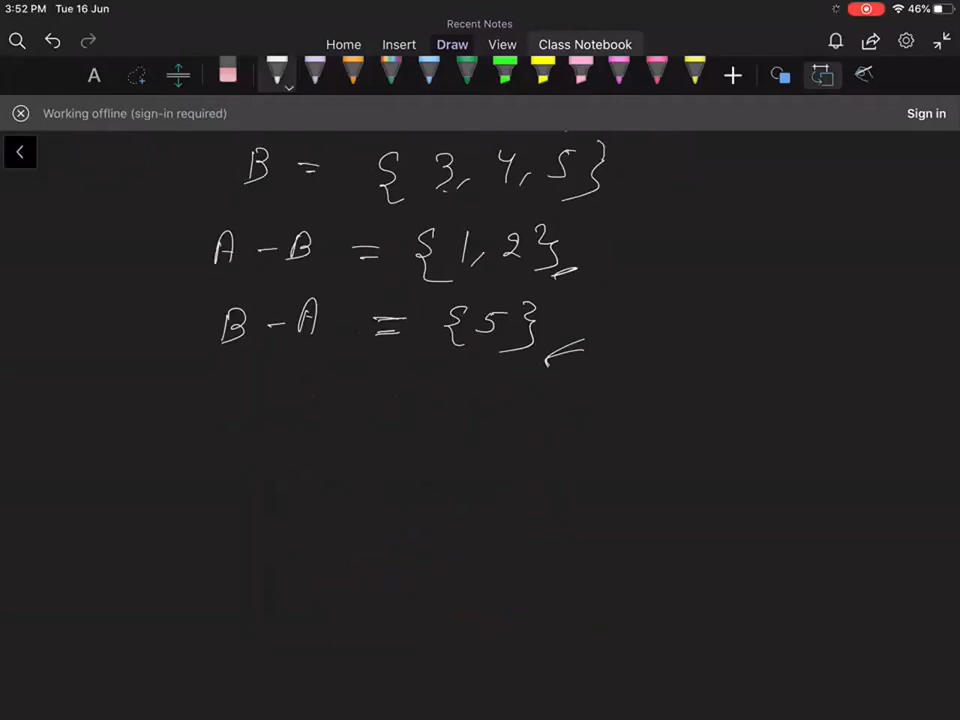 3:52 PM Tue 16 Jun
46%
Recent Notes
Home Insert Draw View Class Notebook
A
Working offline (sign-in required)
Sign in
B = { 3, 4, 5 }
A - B = { 1, 2 }
B - A = { 5 }